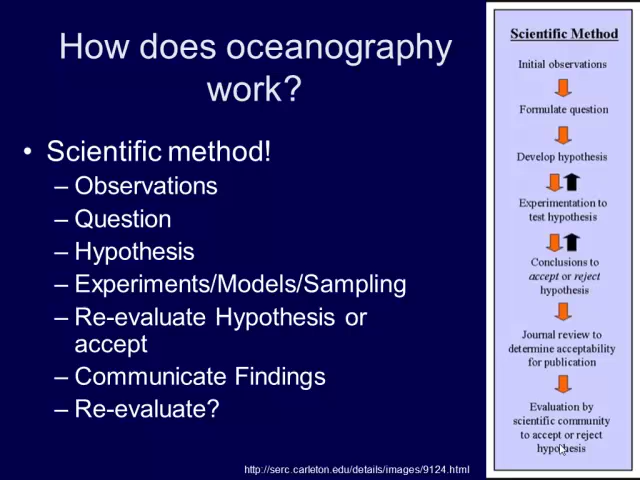 How does oceanography
work?
• Scientific method!
– Observations
– Question
– Hypothesis
– Experiments/Models/Sampling
– Re-evaluate Hypothesis or
accept
– Communicate Findings
– Re-evaluate?
http://serc.carleton.edu/details/images/9124.html
Scientific Method
Initial observations
Formulate question
Develop hypothesis
Experimentation to
test hypothesis
Conclusions to
accept or reject
hypothesis
Journal review to
determine acceptability
for publication
Evaluation by
scientific community
to accept or reject
hypothesis